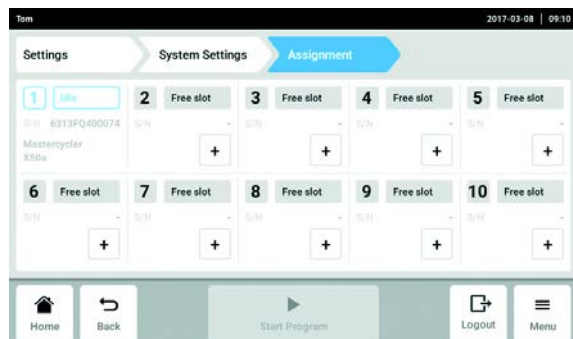 Tom 2017-03-08 | 09:10
Settings System Settings Assignment
1 Idle 2 Free slot 3 Free slot 4 Free slot 5 Free slot
S/N 6313FQ400074 S/N - S/N - S/N - S/N -
Mastercycler
X50a + + + +
6 Free slot 7 Free slot 8 Free slot 9 Free slot 10 Free slot
S/N - S/N - S/N - S/N - S/N -
+ + + + +
Home Back Start Program Logout Menu